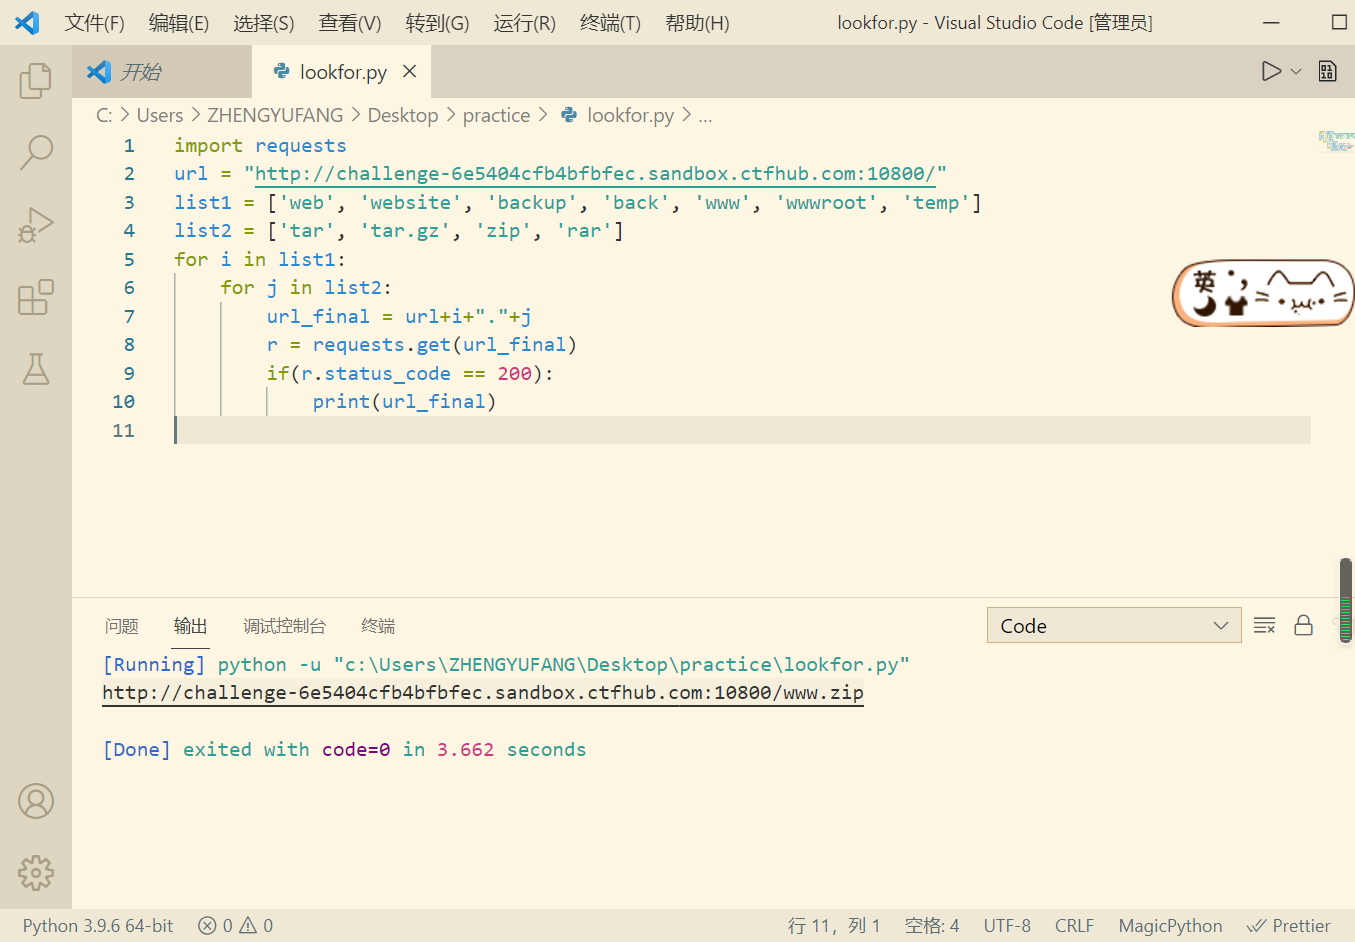 文件(F) 编辑(E) 选择(S) 查看(V) 转到(G) 运行(R) 终端(T) 帮助(H) lookfor.py - Visual Studio Code [管理员]
开始 lookfor.py
C: > Users > ZHENGYUFANG > Desktop > practice > lookfor.py > ...
1 import requests
2 url = "http://challenge-6e5404cfb4bfbfec.sandbox.ctfhub.com:10800/"
3 list1 = ['web', 'website', 'backup', 'back', 'www', 'wwwroot', 'temp']
4 list2 = ['tar', 'tar.gz', 'zip', 'rar']
5 for i in list1:
6     for j in list2:
7         url_final = url+i+"."+j
8         r = requests.get(url_final)
9         if(r.status_code == 200):
10             print(url_final)
11
英
问题 输出 调试控制台 终端 Code
[Running] python -u "c:\Users\ZHENGYUFANG\Desktop\practice\lookfor.py"
http://challenge-6e5404cfb4bfbfec.sandbox.ctfhub.com:10800/www.zip
[Done] exited with code=0 in 3.662 seconds
Python 3.9.6 64-bit 0 0 行 11，列 1 空格: 4 UTF-8 CRLF MagicPython Prettier